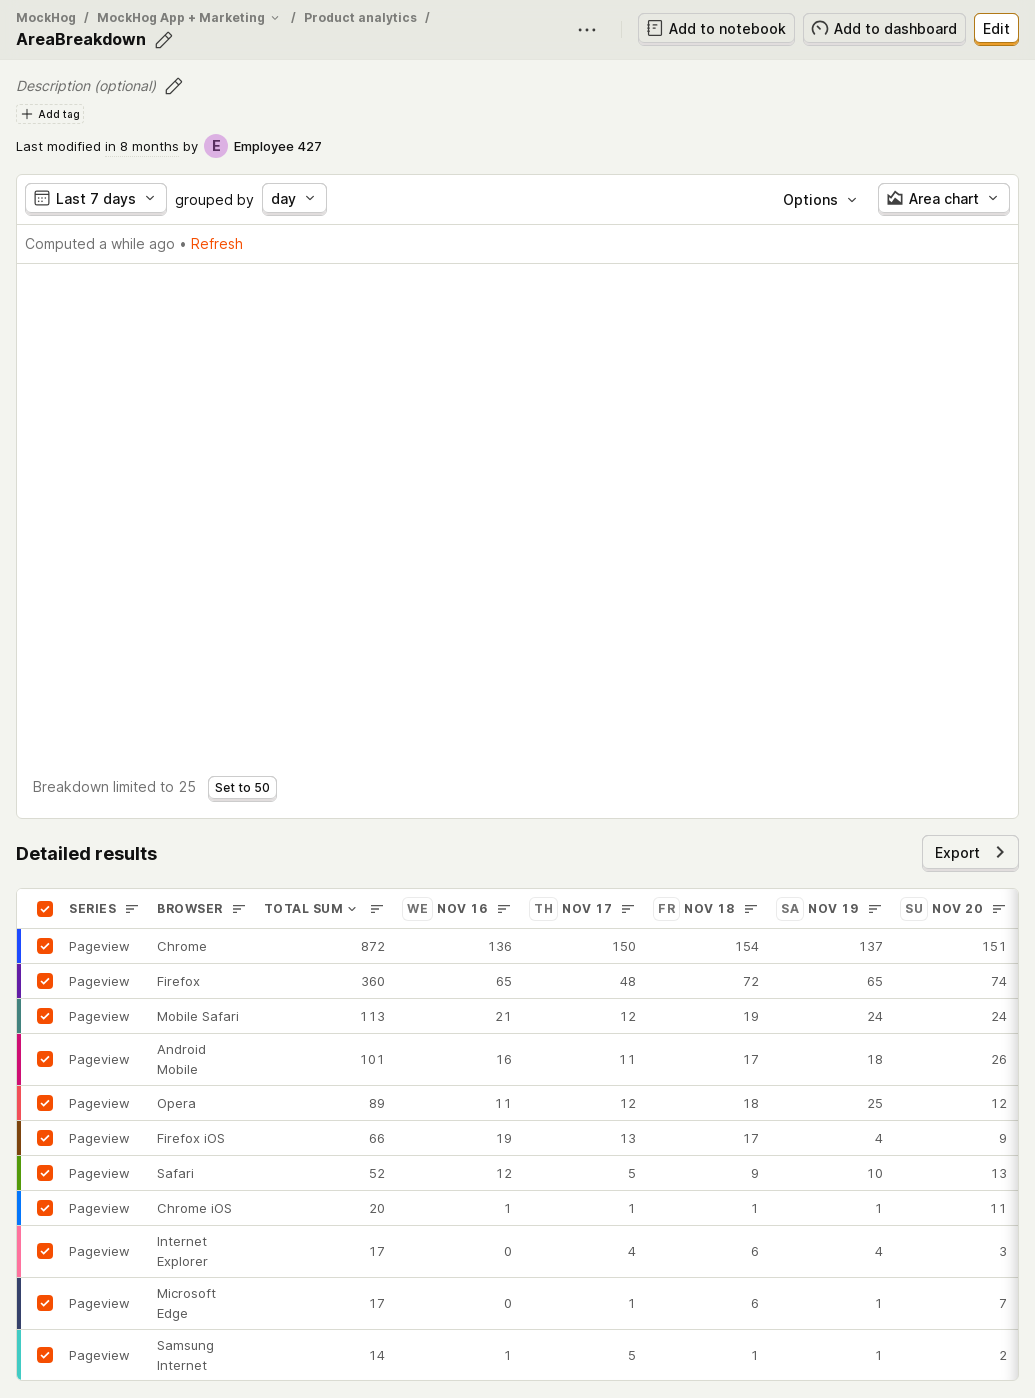 MockHog / MockHog App + Marketing / Product analytics /
AreaBreakdown
Add to notebook
Add to dashboard
Edit
Description (optional)
Add tag
Last modified in 8 months by E Employee 427
Last 7 days grouped by day Options Area chart
Computed a while ago • Refresh
Breakdown limited to 25 Set to 50
Detailed results
Export
SERIES BROWSER TOTAL SUM WE NOV 16 TH NOV 17 FR NOV 18 SA NOV 19 SU NOV 20
Pageview Chrome 872 136 150 154 137 151
Pageview Firefox 360 65 48 72 65 74
Pageview Mobile Safari 113 21 12 19 24 24
Pageview Android Mobile 101 16 11 17 18 26
Pageview Opera 89 11 12 18 25 12
Pageview Firefox iOS 66 19 13 17 4 9
Pageview Safari 52 12 5 9 10 13
Pageview Chrome iOS 20 1 1 1 1 11
Pageview Internet Explorer 17 0 4 6 4 3
Pageview Microsoft Edge 17 0 1 6 1 7
Pageview Samsung Internet 14 1 5 1 1 2